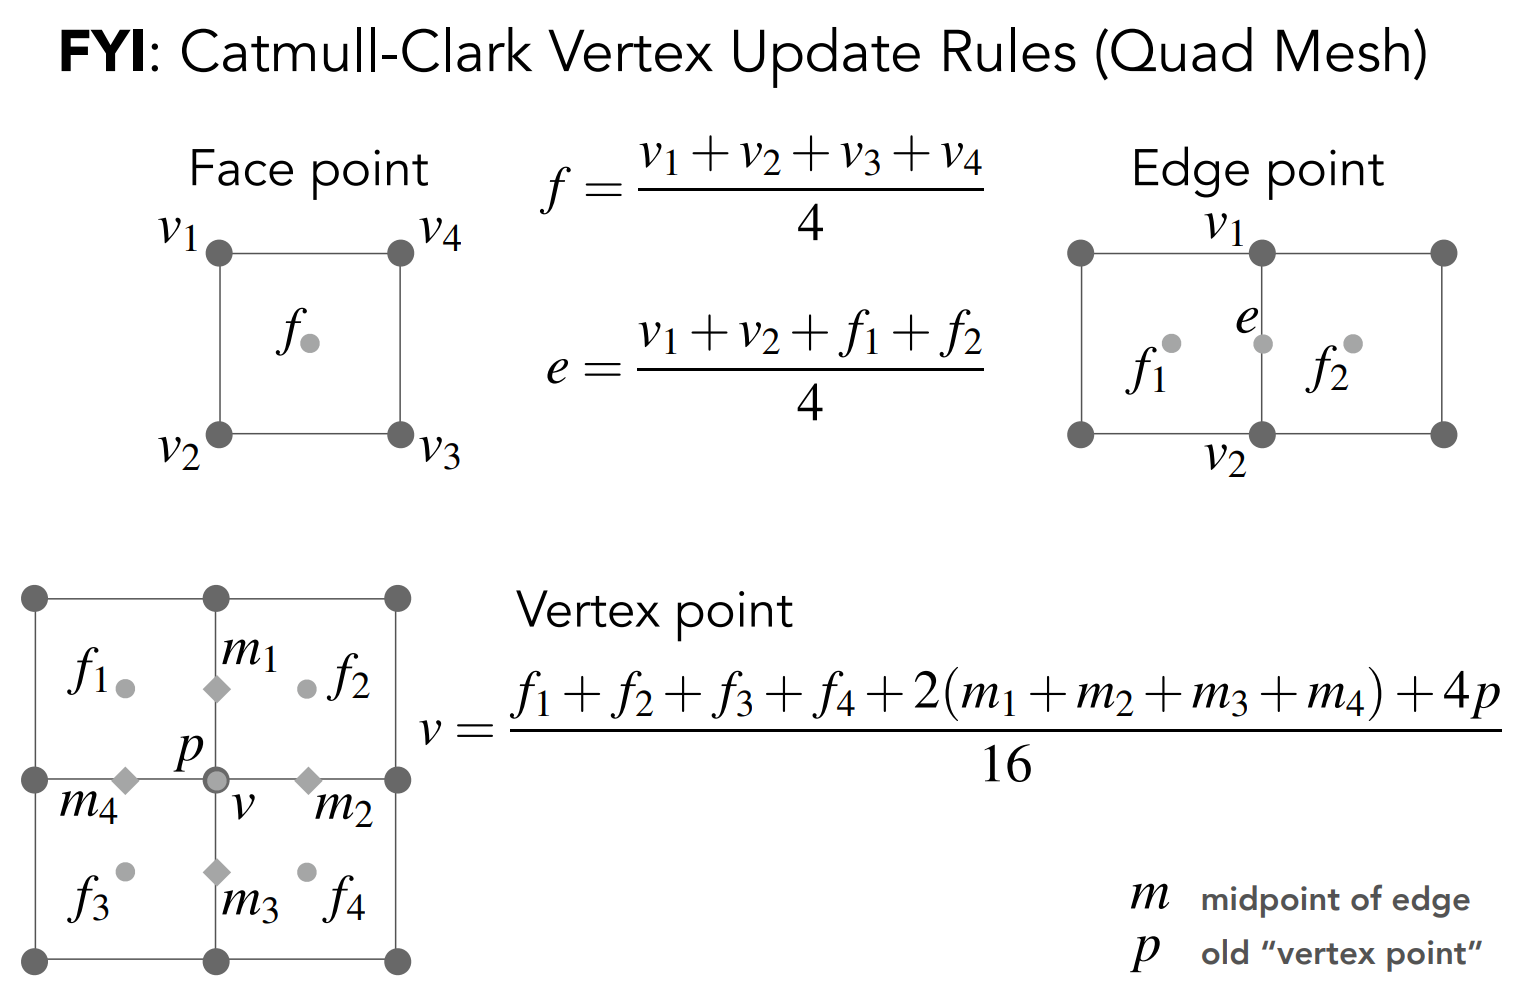 FYI: Catmull-Clark Vertex Update Rules (Quad Mesh)
Face point
v₁
v₄
f
v₂
v₃
f = (v₁ + v₂ + v₃ + v₄) / 4
e = (v₁ + v₂ + f₁ + f₂) / 4
Edge point
v₁
e
f₁
f₂
v₂
f₁
m₁
f₂
p
m₄
v
m₂
f₃
m₃
f₄
Vertex point
v = (f₁ + f₂ + f₃ + f₄ + 2(m₁ + m₂ + m₃ + m₄) + 4p) / 16
m midpoint of edge
p old “vertex point”